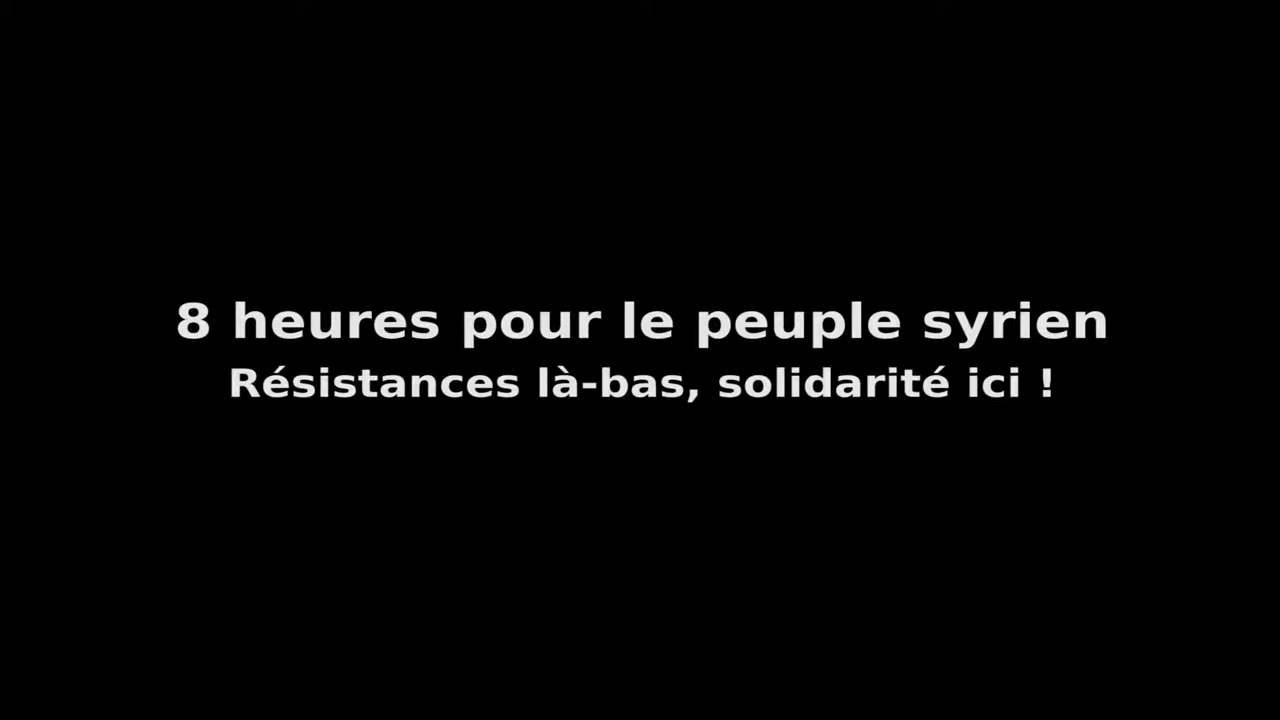 8 heures pour le peuple syrien
Résistances là-bas, solidarité ici !